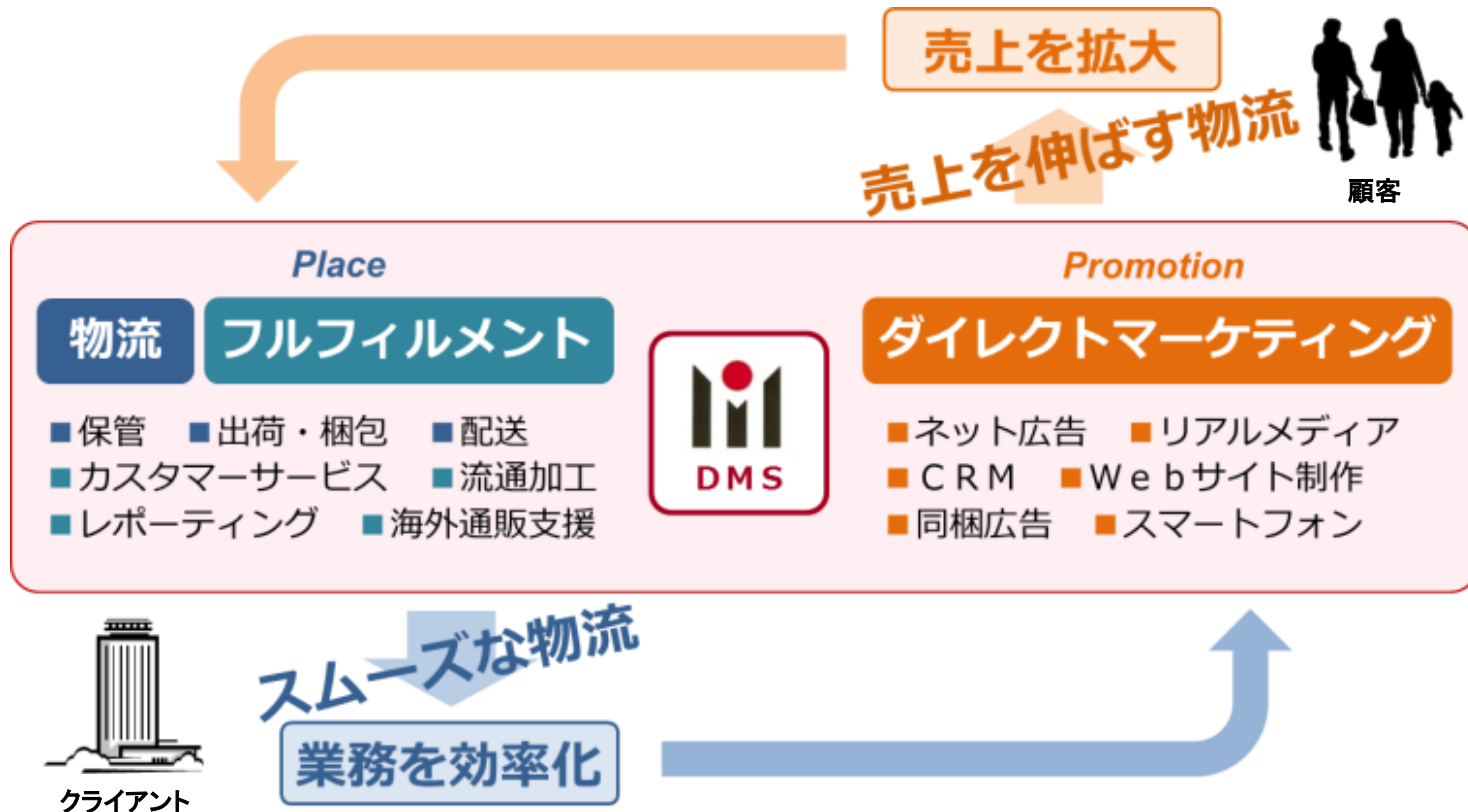 売上を拡大
売上を伸ばす物流
顧客
Place
物流 フルフィルメント
■保管 ■出荷・梱包 ■配送
■カスタマーサービス ■流通加工
■レポーティング ■海外通販支援
DMS
Promotion
ダイレクトマーケティング
■ネット広告 ■リアルメディア
■ＣＲＭ ■Ｗｅｂサイト制作
■同梱広告 ■スマートフォン
スムーズな物流
業務を効率化
クライアント